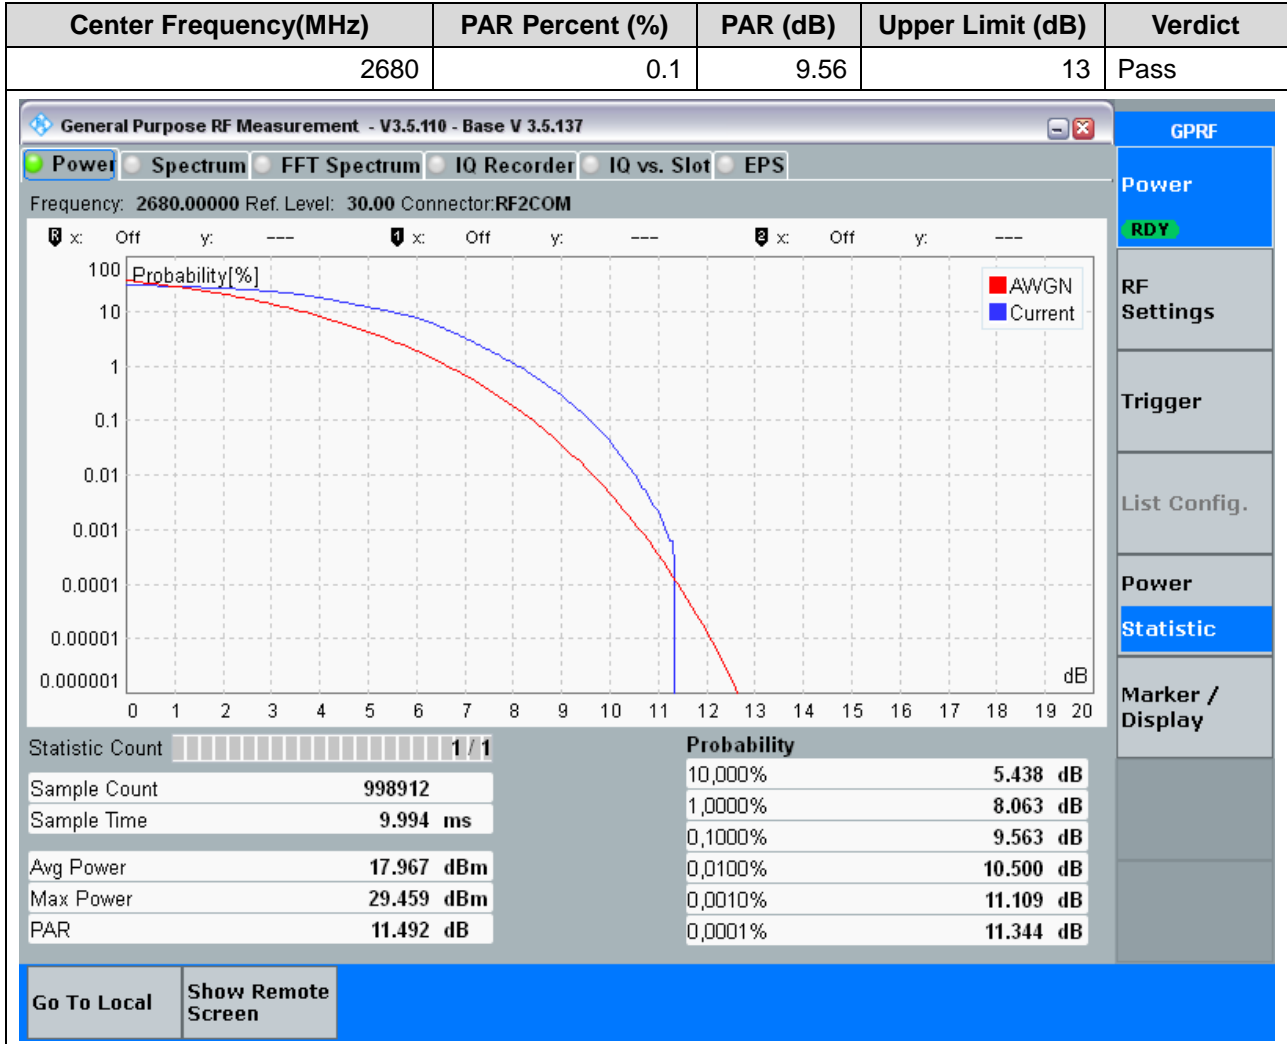 Center Frequency(MHz) PAR Percent (%) PAR (dB) Upper Limit (dB) Verdict
2680 0.1 9.56 13 Pass
General Purpose RF Measurement - V3.5.110 - Base V 3.5.137
GPRF
Power Spectrum FFT Spectrum IQ Recorder IQ vs. Slot EPS
Power
RDY
Frequency: 2680.00000 Ref. Level: 30.00 Connector:RF2COM
R x: Off y: --- 1 x: Off y: --- 2 x: Off y: ---
Probability[%]
AWGN
Current
100
10
1
0.1
0.01
0.001
0.0001
0.00001
0.000001
dB
0 1 2 3 4 5 6 7 8 9 10 11 12 13 14 15 16 17 18 19 20
RF
Settings
Trigger
List Config.
Power
Statistic
Marker /
Display
Statistic Count 1 / 1
Sample Count 998912
Sample Time 9.994 ms
Avg Power 17.967 dBm
Max Power 29.459 dBm
PAR 11.492 dB
Probability
10,000% 5.438 dB
1,0000% 8.063 dB
0,1000% 9.563 dB
0,0100% 10.500 dB
0,0010% 11.109 dB
0,0001% 11.344 dB
Go To Local
Show Remote
Screen